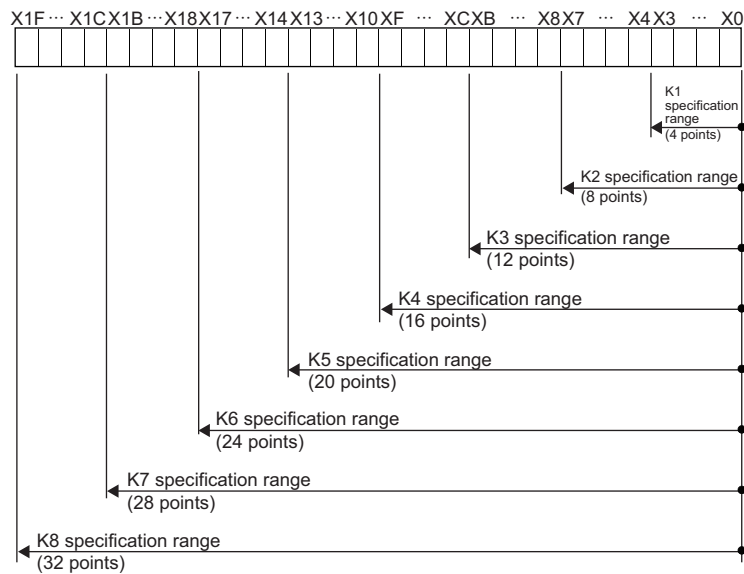 X1F ··· X1C X1B ··· X18 X17 ··· X14 X13 ··· X10 XF ··· XC XB ··· X8 X7 ··· X4 X3 ··· X0
K1
specification
range
(4 points)
K2 specification range
(8 points)
K3 specification range
(12 points)
K4 specification range
(16 points)
K5 specification range
(20 points)
K6 specification range
(24 points)
K7 specification range
(28 points)
K8 specification range
(32 points)